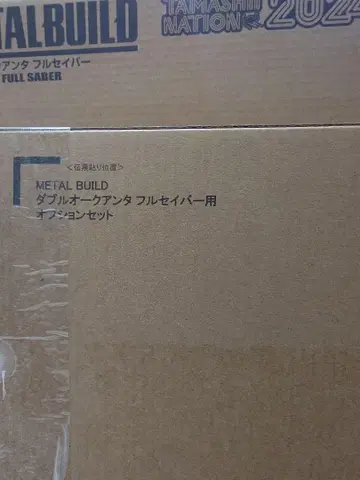 TALBUILD
TAMASHII
NATION 202
アンタ フルセイバー
FULL SABER
＜伝票貼り位置＞
METAL BUILD
ダブルオークアンタ フルセイバー用
オプションセット